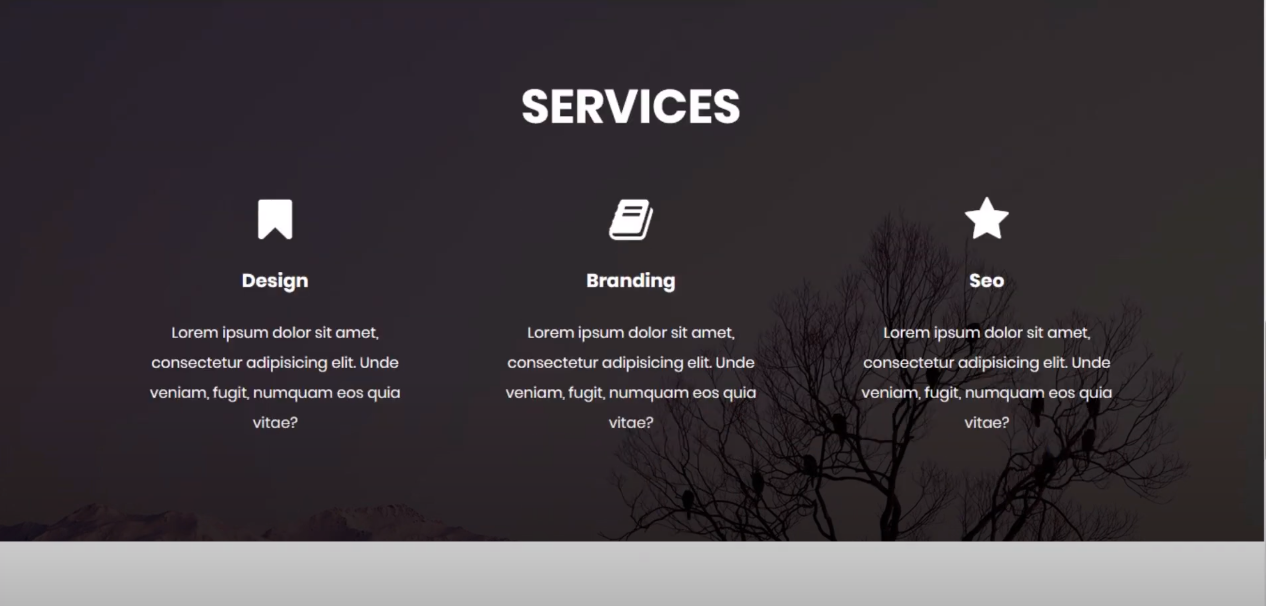 SERVICES
Design
Lorem ipsum dolor sit amet,
consectetur adipisicing elit. Unde
veniam, fugit, numquam eos quia
vitae?
Branding
Lorem ipsum dolor sit amet,
consectetur adipisicing elit. Unde
veniam, fugit, numquam eos quia
vitae?
Seo
Lorem ipsum dolor sit amet,
consectetur adipisicing elit. Unde
veniam, fugit, numquam eos quia
vitae?